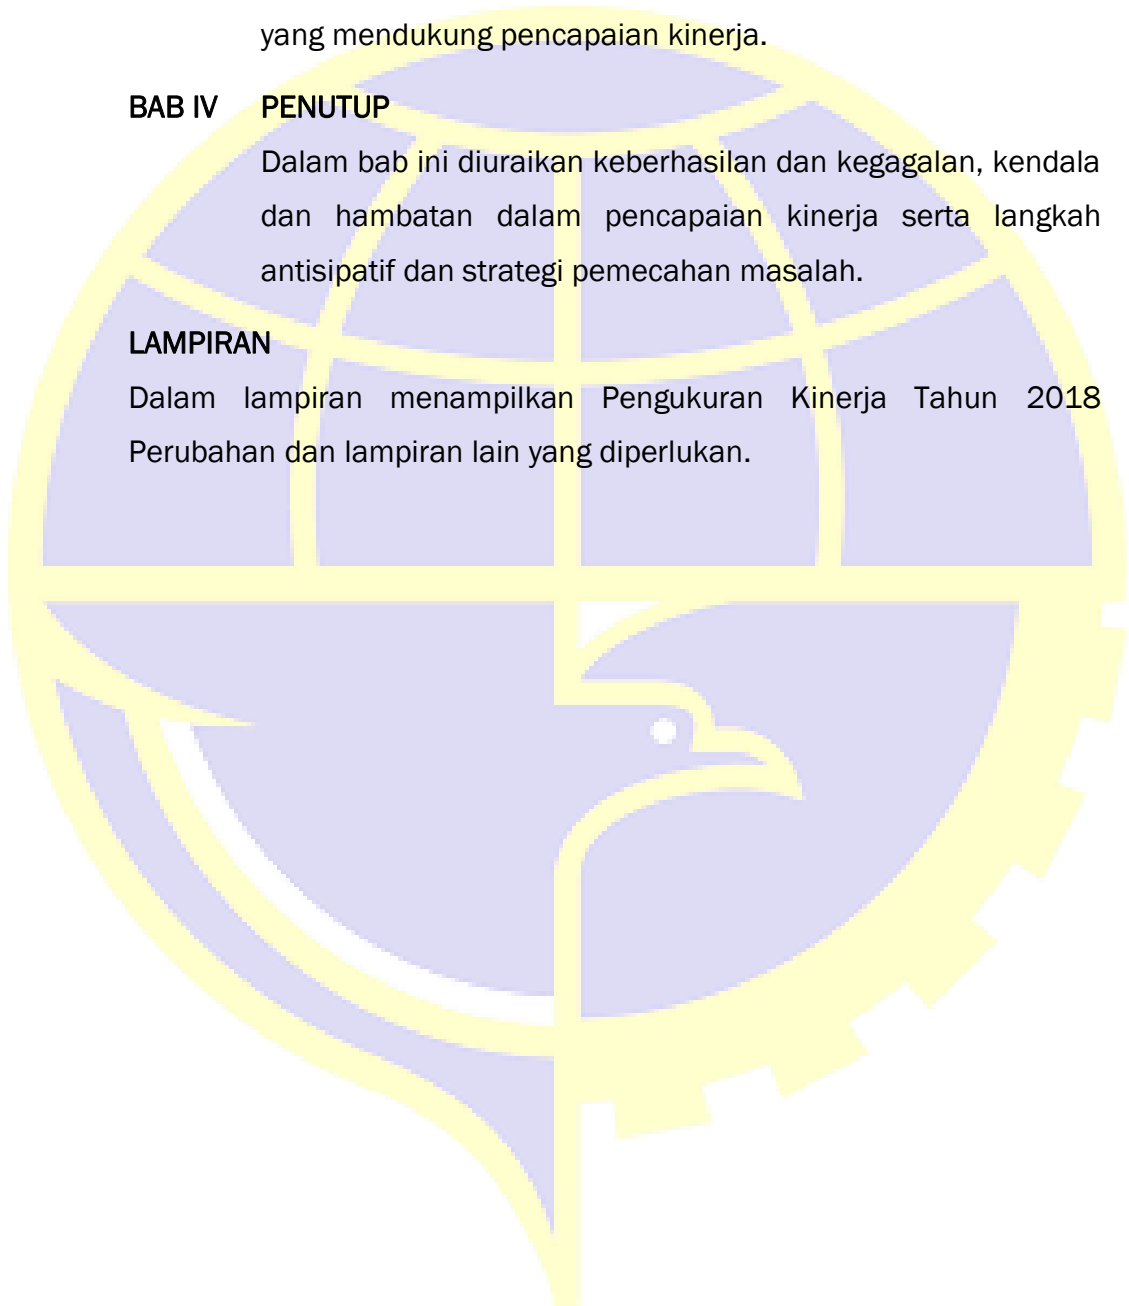 yang mendukung pencapaian kinerja.
BAB IV PENUTUP
Dalam bab ini diuraikan keberhasilan dan kegagalan, kendala
dan hambatan dalam pencapaian kinerja serta langkah
antisipatif dan strategi pemecahan masalah.
LAMPIRAN
Dalam lampiran menampilkan Pengukuran Kinerja Tahun 2018
Perubahan dan lampiran lain yang diperlukan.